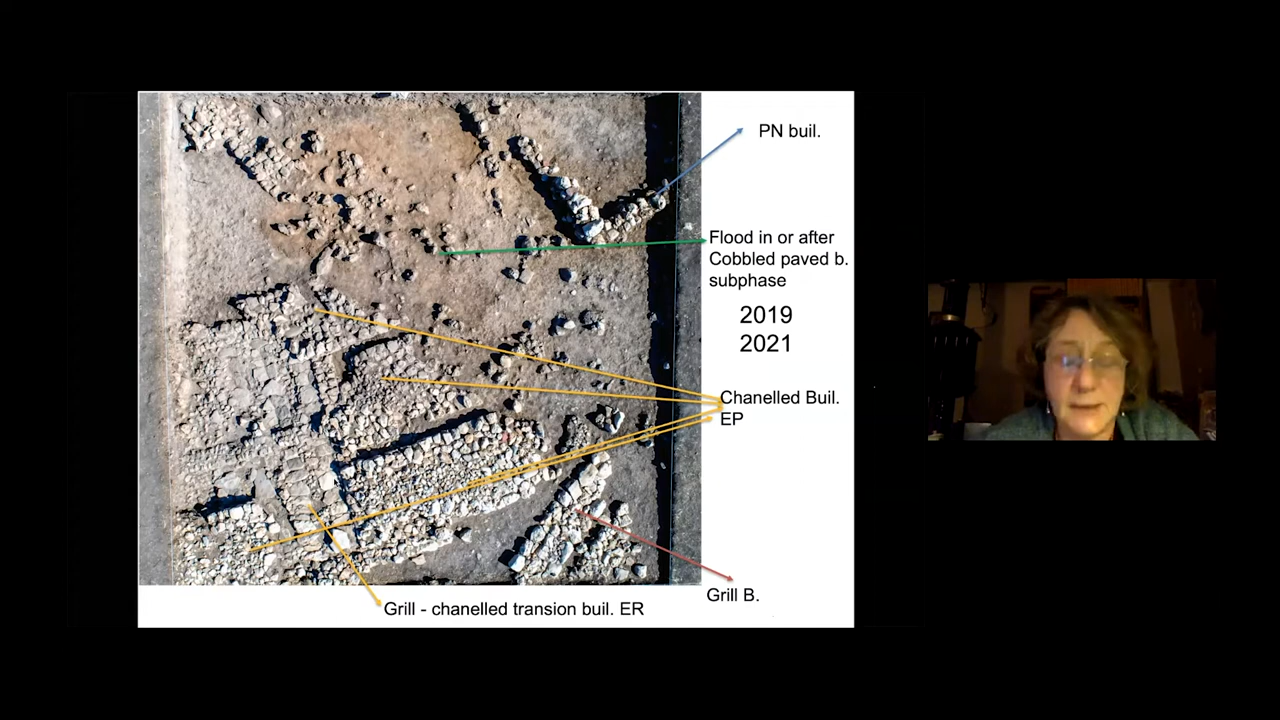 PN buil.
Flood in or after
Cobbled paved b.
subphase
2019
2021
Chanelled Buil.
EP
Grill B.
Grill - chanelled transion buil. ER